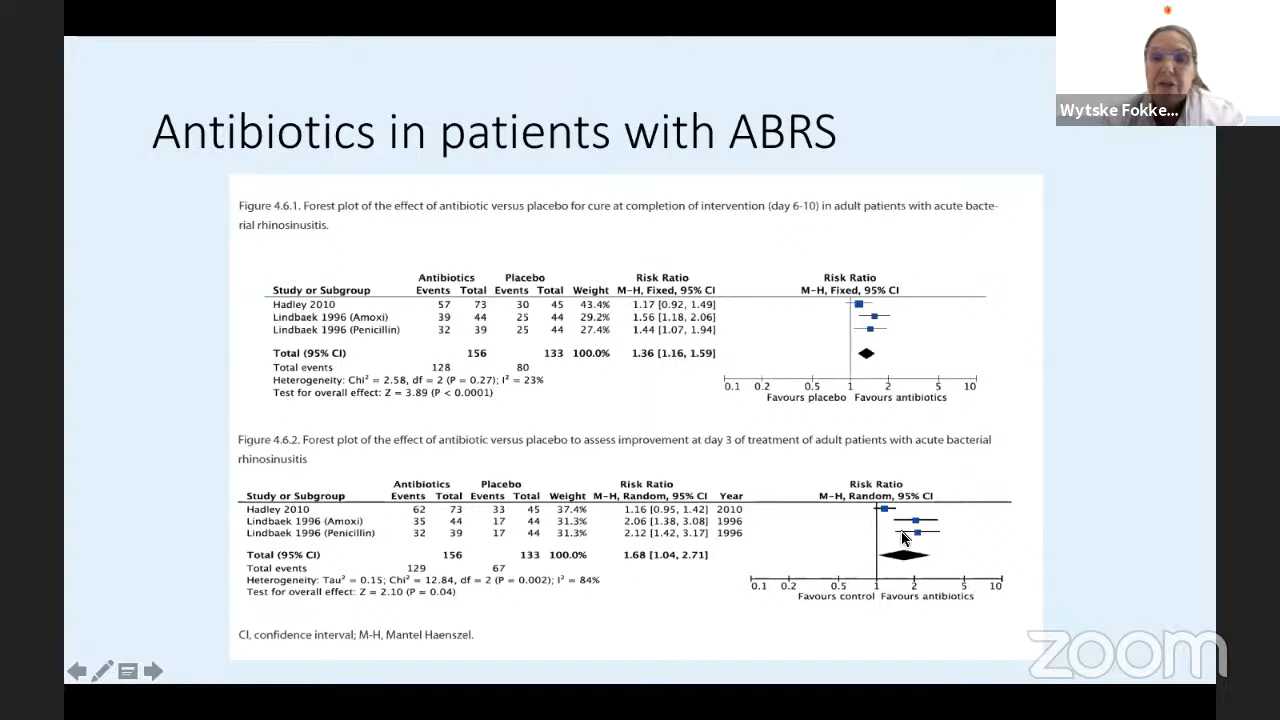 Wytske Fokke...
Antibiotics in patients with ABRS
Figure 4.6.1. Forest plot of the effect of antibiotic versus placebo for cure at completion of intervention (day 6-10) in adult patients with acute bacte-
rial rhinosinusitis.
Antibiotics Placebo Risk Ratio Risk Ratio
Study or Subgroup Events Total Events Total Weight M-H, Fixed, 95% CI M-H, Fixed, 95% CI
Hadley 2010 57 73 30 45 43.4% 1.17 [0.92, 1.49]
Lindbaek 1996 (Amoxi) 39 44 25 44 29.2% 1.56 [1.18, 2.06]
Lindbaek 1996 (Penicillin) 32 39 25 44 27.4% 1.44 [1.07, 1.94]
Total (95% CI) 156 133 100.0% 1.36 [1.16, 1.59]
Total events 128 80
Heterogeneity: Chi² = 2.58, df = 2 (P = 0.27); I² = 23%
Test for overall effect: Z = 3.89 (P < 0.0001)
0.1 0.2 0.5 1 2 5 10
Favours placebo Favours antibiotics
Figure 4.6.2. Forest plot of the effect of antibiotic versus placebo to assess improvement at day 3 of treatment of adult patients with acute bacterial
rhinosinusitis
Antibiotics Placebo Risk Ratio Risk Ratio
Study or Subgroup Events Total Events Total Weight M-H, Random, 95% CI Year M-H, Random, 95% CI
Hadley 2010 62 73 33 45 37.4% 1.16 [0.95, 1.42] 2010
Lindbaek 1996 (Amoxi) 35 44 17 44 31.3% 2.06 [1.38, 3.08] 1996
Lindbaek 1996 (Penicillin) 32 39 17 44 31.3% 2.12 [1.42, 3.17] 1996
Total (95% CI) 156 133 100.0% 1.68 [1.04, 2.71]
Total events 129 67
Heterogeneity: Tau² = 0.15; Chi² = 12.84, df = 2 (P = 0.002); I² = 84%
Test for overall effect: Z = 2.10 (P = 0.04)
0.1 0.2 0.5 1 2 5 10
Favours control Favours antibiotics
CI, confidence interval; M-H, Mantel Haenszel.
zoom